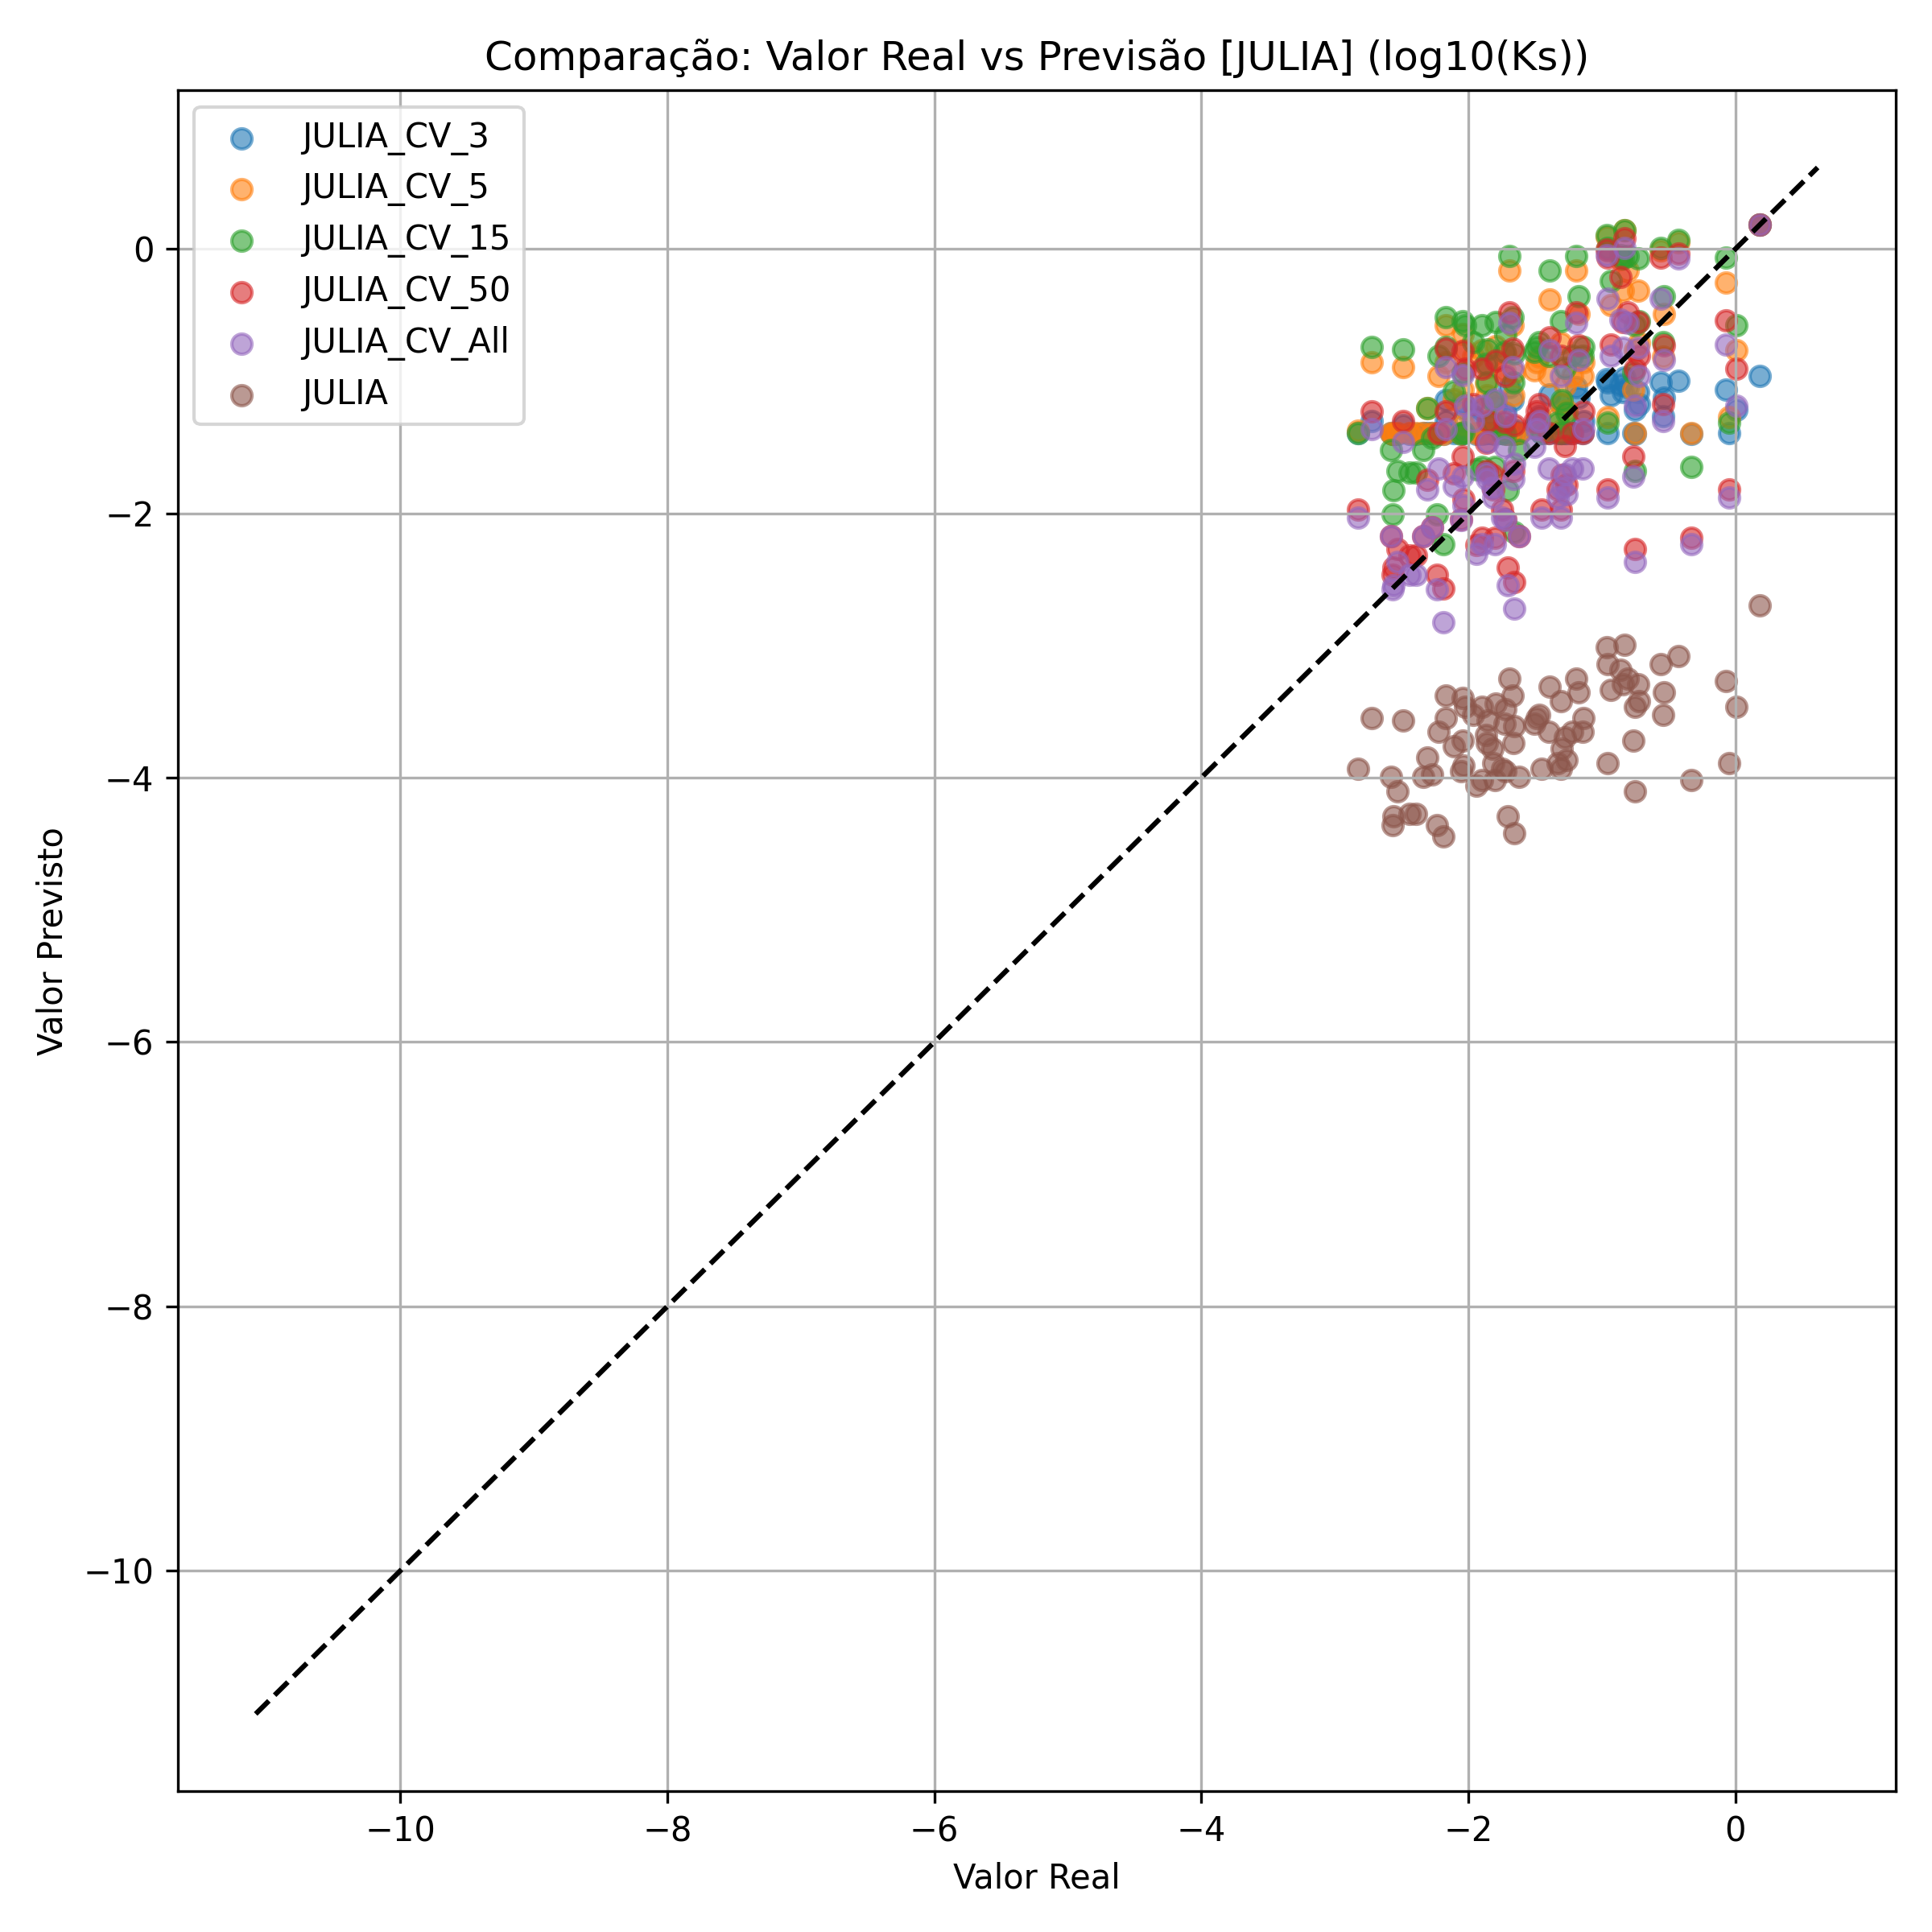 Comparação: Valor Real vs Previsão [JULIA] (log10(Ks))
JULIA_CV_3
JULIA_CV_5
JULIA_CV_15
JULIA_CV_50
JULIA_CV_All
JULIA
0
−2
−4
−6
−8
−10
Valor Previsto
−10
−8
−6
−4
−2
0
Valor Real